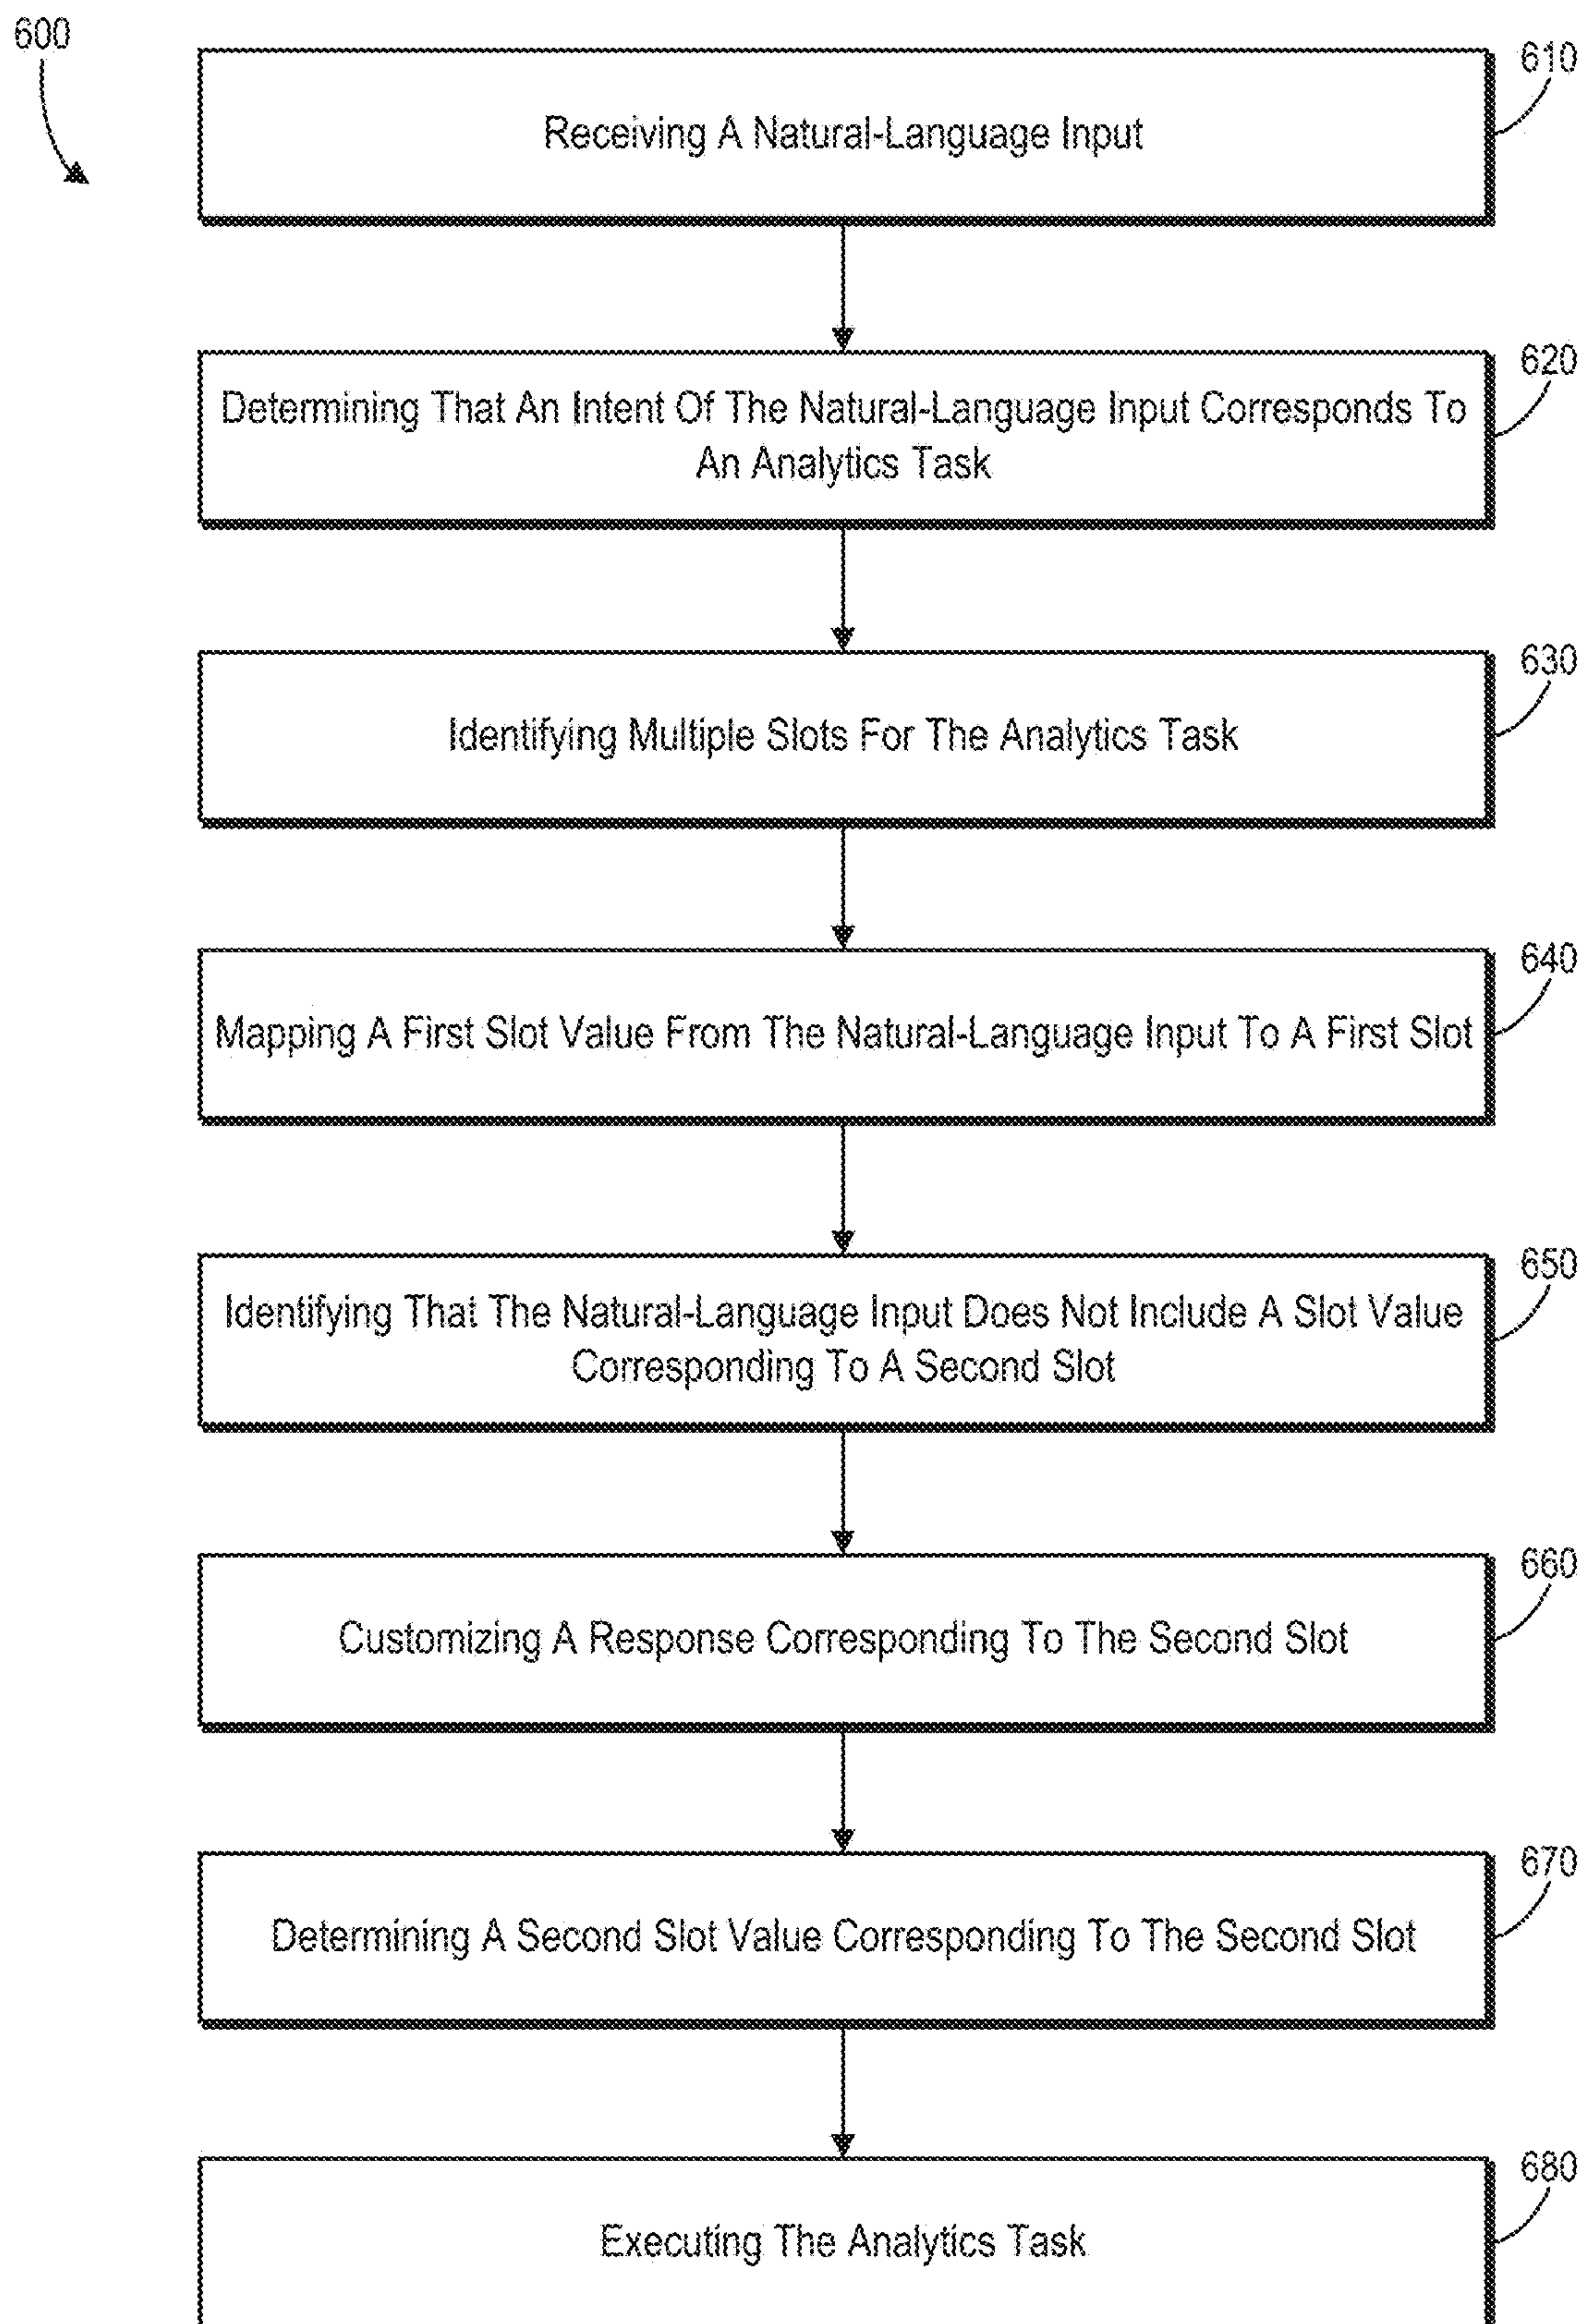 600
610
Receiving A Natural-Language Input
620
Determining That An Intent Of The Natural-Language Input Corresponds To
An Analytics Task
630
Identifying Multiple Slots For The Analytics Task
640
Mapping A First Slot Value From The Natural-Language Input To A First Slot
650
Identifying That The Natural-Language Input Does Not Include A Slot Value
Corresponding To A Second Slot
660
Customizing A Response Corresponding To The Second Slot
670
Determining A Second Slot Value Corresponding To The Second Slot
680
Executing The Analytics Task